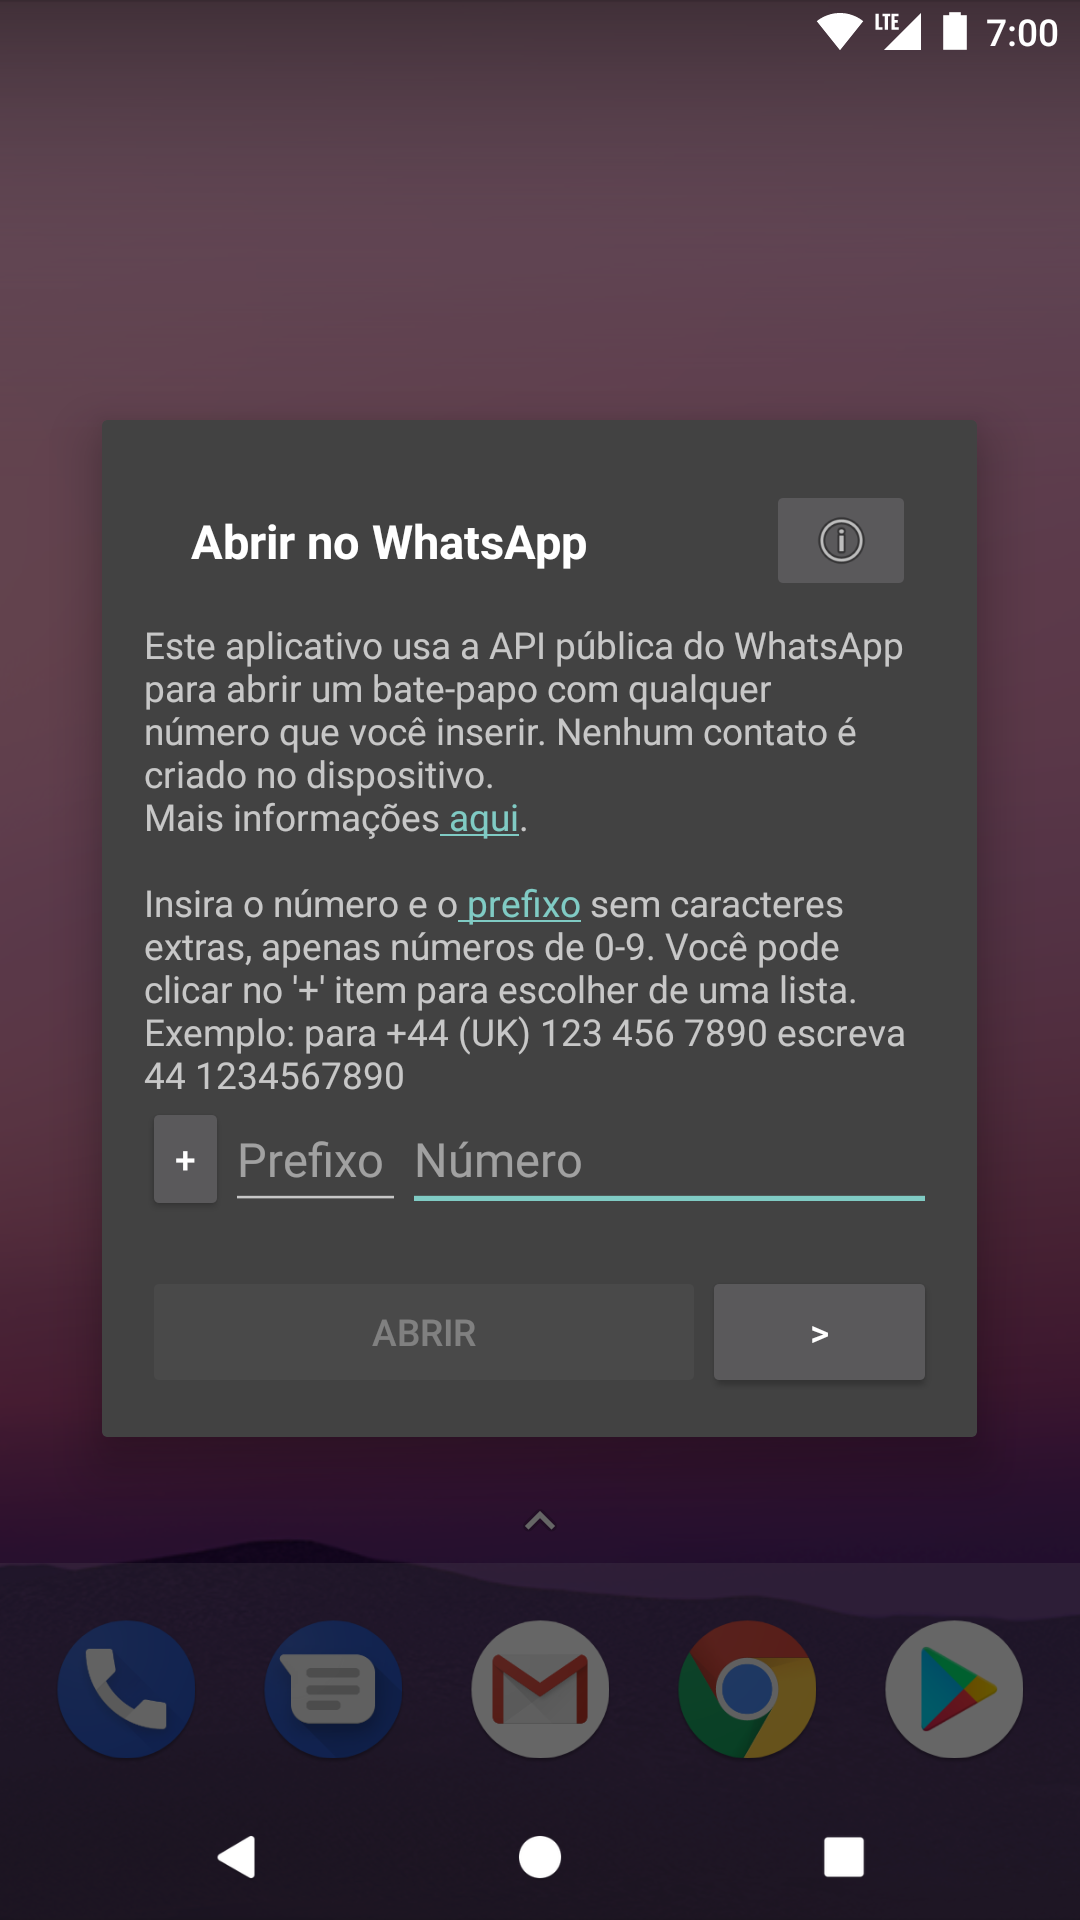 LTE 7:00
Abrir no WhatsApp
Este aplicativo usa a API pública do WhatsApp
para abrir um bate-papo com qualquer
número que você inserir. Nenhum contato é
criado no dispositivo.
Mais informações aqui.
Insira o número e o prefixo sem caracteres
extras, apenas números de 0-9. Você pode
clicar no '+' item para escolher de uma lista.
Exemplo: para +44 (UK) 123 456 7890 escreva
44 1234567890
+ Prefixo Número
ABRIR >